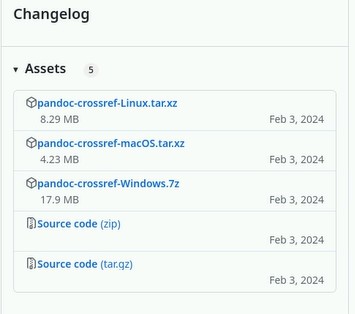 Changelog
Assets 5
pandoc-crossref-Linux.tar.xz
8.29 MB Feb 3, 2024
pandoc-crossref-macOS.tar.xz
4.23 MB Feb 3, 2024
pandoc-crossref-Windows.7z
17.9 MB Feb 3, 2024
Source code (zip)
Feb 3, 2024
Source code (tar.gz)
Feb 3, 2024